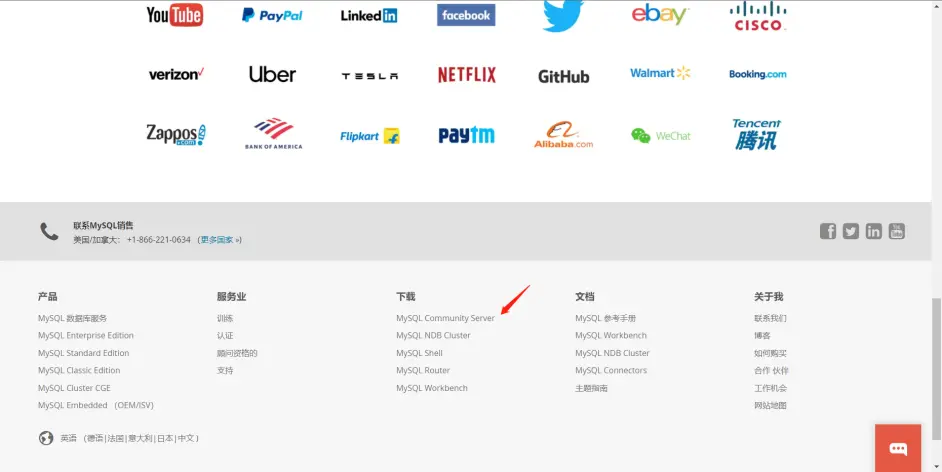 YouTube PayPal LinkedIn facebook ebay CISCO
verizon UBER TESLA NETFLIX GitHub Walmart Booking.com
Zappos.com BANK OF AMERICA Flipkart paytm Alibaba.com WeChat Tencent 腾讯
联系MySQL销售
美国/加拿大： +1-866-221-0634 (更多国家 »)
产品
MySQL 数据库服务
MySQL Enterprise Edition
MySQL Standard Edition
MySQL Classic Edition
MySQL Cluster CGE
MySQL Embedded (OEM/ISV)
服务业
训练
认证
顾问资格的
支持
下载
MySQL Community Server
MySQL NDB Cluster
MySQL Shell
MySQL Router
MySQL Workbench
文档
MySQL 参考手册
MySQL Workbench
MySQL NDB Cluster
MySQL Connectors
主题指南
关于我
联系我们
博客
如何购买
合作 伙伴
工作机会
网站地图
英语 (德语|法国|意大利|日本|中文 )